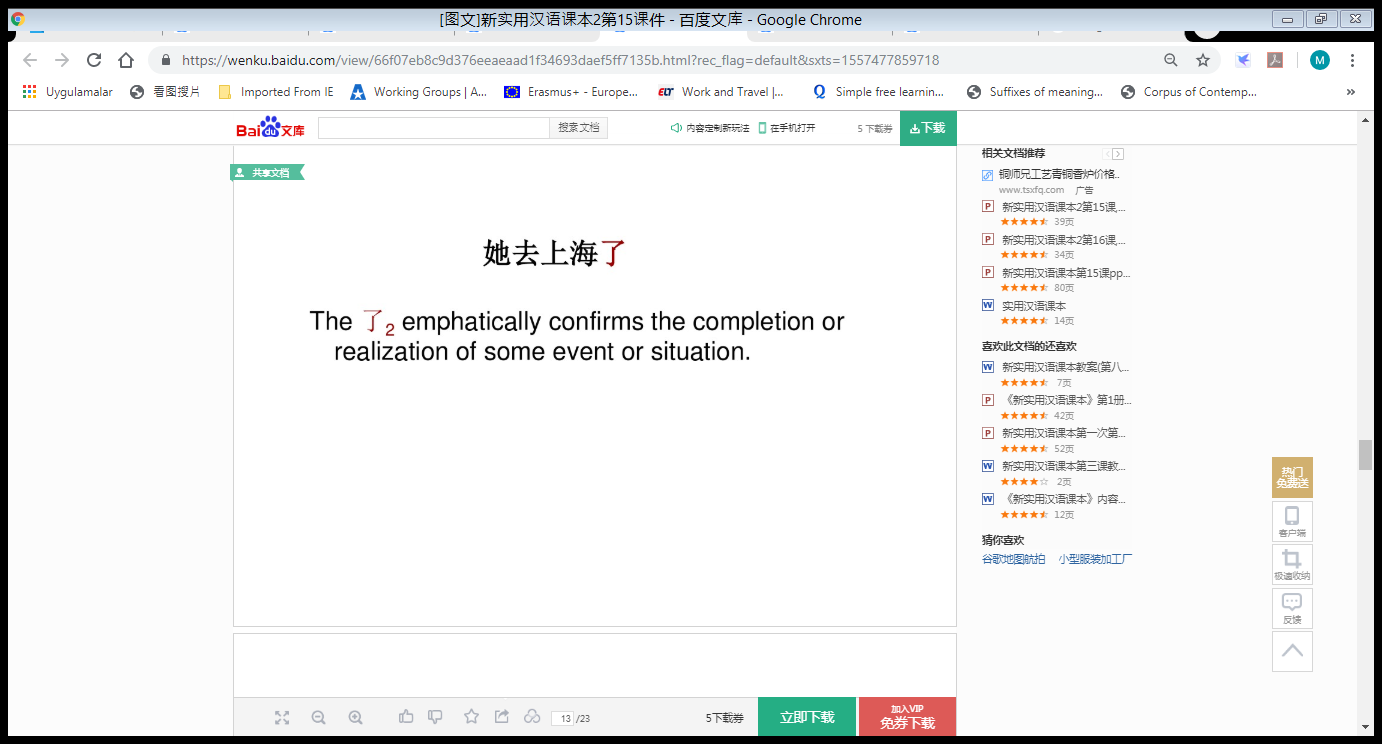 [图文]新实用汉语课本2第15课件 - 百度文库 - Google Chrome
https://wenku.baidu.com/view/66f07eb8c9d376eeaeaad1f34693daef5ff7135b.html?rec_flag=default&sxts=1557477859718
M
Uygulamalar 看图搜片 Imported From IE Working Groups | A... Erasmus+ - Europe... Work and Travel |... Simple free learnin... Suffixes of meaning... Corpus of Contemp... »
Baidu文库 搜索文档 内容定制新玩法 在手机打开 5下载券 下载
共享文档
她去上海了
The 了2 emphatically confirms the completion or
realization of some event or situation.
相关文档推荐
铜师兄工艺青铜香炉价格..
www.tsxfq.com 广告
新实用汉语课本2第15课,...
39页
新实用汉语课本2第16课,...
34页
新实用汉语课本第15课pp...
80页
实用汉语课本
14页
喜欢此文档的还喜欢
新实用汉语课本教案(第八...
7页
《新实用汉语课本》第1册...
42页
新实用汉语课本第一次第...
52页
新实用汉语课本第三课教...
2页
《新实用汉语课本》内容...
12页
猜你喜欢
谷歌地图航拍 小型服装加工厂
热门
免费送
客户端
极速收纳
反馈
13 /23
5下载券
立即下载
加入VIP
免券下载